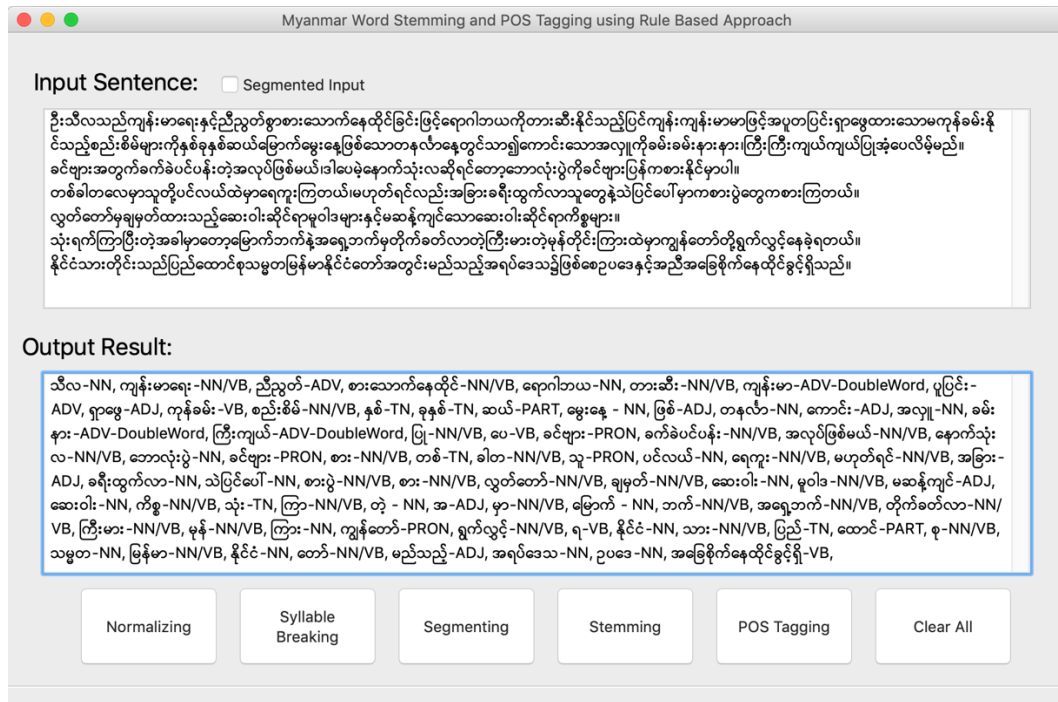 Myanmar Word Stemming and POS Tagging using Rule Based Approach
Input Sentence:
Segmented Input
ဦးသီလသည်ကျန်းမာရေးနှင့်ညီညွတ်စွာစားသောက်နေထိုင်ခြင်းဖြင့်ရောဂါဘယကိုတားဆီးနိုင်သည့်ပြင်ကျန်းကျန်းမာမာဖြင့်အပူတပြင်းရှာဖွေထားသောမကုန်ခမ်းနို
င်သည့်စည်းစိမ်များကိုနှစ်ခုနှစ်ဆယ်မြောက်မွေးနေ့ဖြစ်သောတနင်္လာနေ့တွင်သာ၍ကောင်းသောအလှူကိုခမ်းခမ်းနားနား၊ကြီးကြီးကျယ်ကျယ်ပြုအံ့ပေလိမ့်မည်။
ခင်ဗျားအတွက်ခက်ခဲပင်ပန်းတဲ့အလုပ်ဖြစ်မယ်၊ဒါပေမဲ့နောက်သုံးလဆိုရင်တော့ဘောလုံးပွဲကိုခင်ဗျားပြန်ကစားနိုင်မှာပါ။
တစ်ခါတလေမှာသူတို့ပင်လယ်ထဲမှာရေကူးကြတယ်၊မဟုတ်ရင်လည်းအခြားခရီးထွက်လာသူတွေနဲ့သဲပြင်ပေါ်မှာကစားပွဲတွေကစားကြတယ်။
လွှတ်တော်မှချမှတ်ထားသည့်ဆေးဝါးဆိုင်ရာမူဝါဒများနှင့်မဆန့်ကျင်သောဆေးဝါးဆိုင်ရာကိစ္စများ။
သုံးရက်ကြာပြီးတဲ့အခါမှာတော့မြောက်ဘက်နဲ့အရှေ့ဘက်မှတိုက်ခတ်လာတဲ့ကြီးမားတဲ့မုန်တိုင်းကြားထဲမှာကျွန်တော်တို့ရွက်လွှင့်နေခဲ့ရတယ်။
နိုင်ငံသားတိုင်းသည်ပြည်ထောင်စုသမ္မတမြန်မာနိုင်ငံတော်အတွင်းမည်သည့်အရပ်ဒေသ၌ဖြစ်စေဥပဒေနှင့်အညီအခြေစိုက်နေထိုင်ခွင့်ရှိသည်။
Output Result:
သီလ-NN, ကျန်းမာရေး-NN/VB, ညီညွတ်-ADV, စားသောက်နေထိုင်-NN/VB, ရောဂါဘယ-NN, တားဆီး-NN/VB, ကျန်းမာ-ADV-DoubleWord, ပူပြင်း-
ADV, ရှာဖွေ-ADJ, ကုန်ခမ်း-VB, စည်းစိမ်-NN/VB, နှစ်-TN, ခုနှစ်-TN, ဆယ်-PART, မွေးနေ့ - NN, ဖြစ်-ADJ, တနင်္လာ-NN, ကောင်း-ADJ, အလှူ-NN, ခမ်း
နား-ADV-DoubleWord, ကြီးကျယ်-ADV-DoubleWord, ပြု-NN/VB, ပေ-VB, ခင်ဗျား-PRON, ခက်ခဲပင်ပန်း-NN/VB, အလုပ်ဖြစ်မယ်-NN/VB, နောက်သုံး
လ-NN/VB, ဘောလုံးပွဲ-NN, ခင်ဗျား-PRON, စား-NN/VB, တစ်-TN, ခါတ-NN/VB, သူ-PRON, ပင်လယ်-NN, ရေကူး-NN/VB, မဟုတ်ရင်-NN/VB, အခြား-
ADJ, ခရီးထွက်လာ-NN, သဲပြင်ပေါ်-NN, စားပွဲ-NN/VB, စား-NN/VB, လွှတ်တော်-NN/VB, ချမှတ်-NN/VB, ဆေးဝါး-NN, မူဝါဒ-NN/VB, မဆန့်ကျင်-ADJ,
ဆေးဝါး-NN, ကိစ္စ-NN/VB, သုံး-TN, ကြာ-NN/VB, တဲ့ - NN, အ-ADJ, မှာ-NN/VB, မြောက် - NN, ဘက်-NN/VB, အရှေ့ဘက်-NN/VB, တိုက်ခတ်လာ-NN/
VB, ကြီးမား-NN/VB, မုန်-NN/VB, ကြား-NN, ကျွန်တော်-PRON, ရွက်လွှင့်-NN/VB, ရ-VB, နိုင်ငံ-NN, သား-NN/VB, ပြည်-TN, ထောင်-PART, စု-NN/VB,
သမ္မတ-NN, မြန်မာ-NN/VB, နိုင်ငံ-NN, တော်-NN/VB, မည်သည့်-ADJ, အရပ်ဒေသ-NN, ဥပဒေ-NN, အခြေစိုက်နေထိုင်ခွင့်ရှိ-VB,
Normalizing
Syllable
Breaking
Segmenting
Stemming
POS Tagging
Clear All